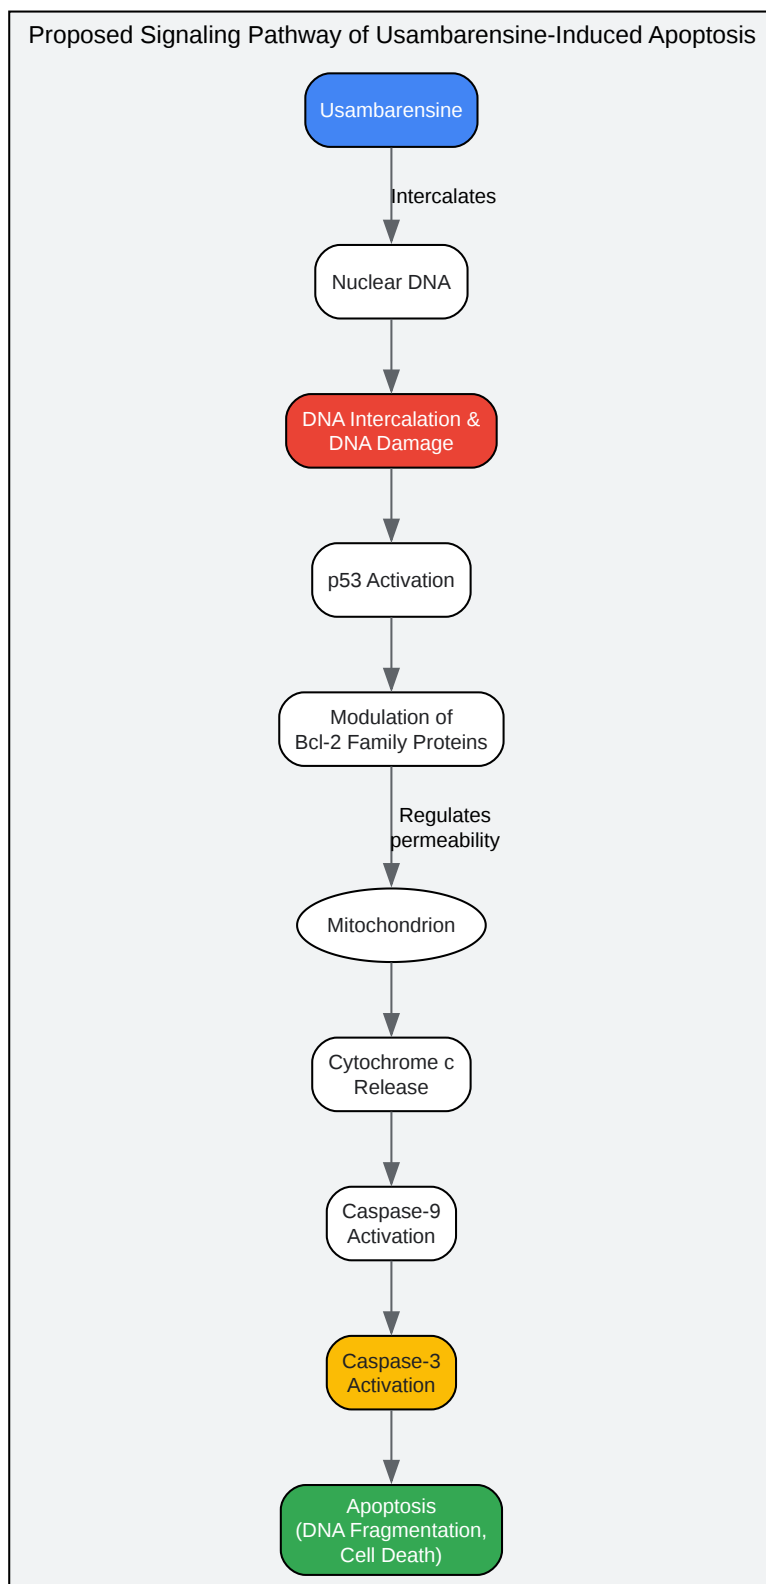 Proposed Signaling Pathway of Usambarensine-Induced Apoptosis
Usambarensine
Intercalates
Nuclear DNA
DNA Intercalation &
DNA Damage
p53 Activation
Modulation of
Bcl-2 Family Proteins
Regulates
permeability
Mitochondrion
Cytochrome c
Release
Caspase-9
Activation
Caspase-3
Activation
Apoptosis
(DNA Fragmentation,
Cell Death)